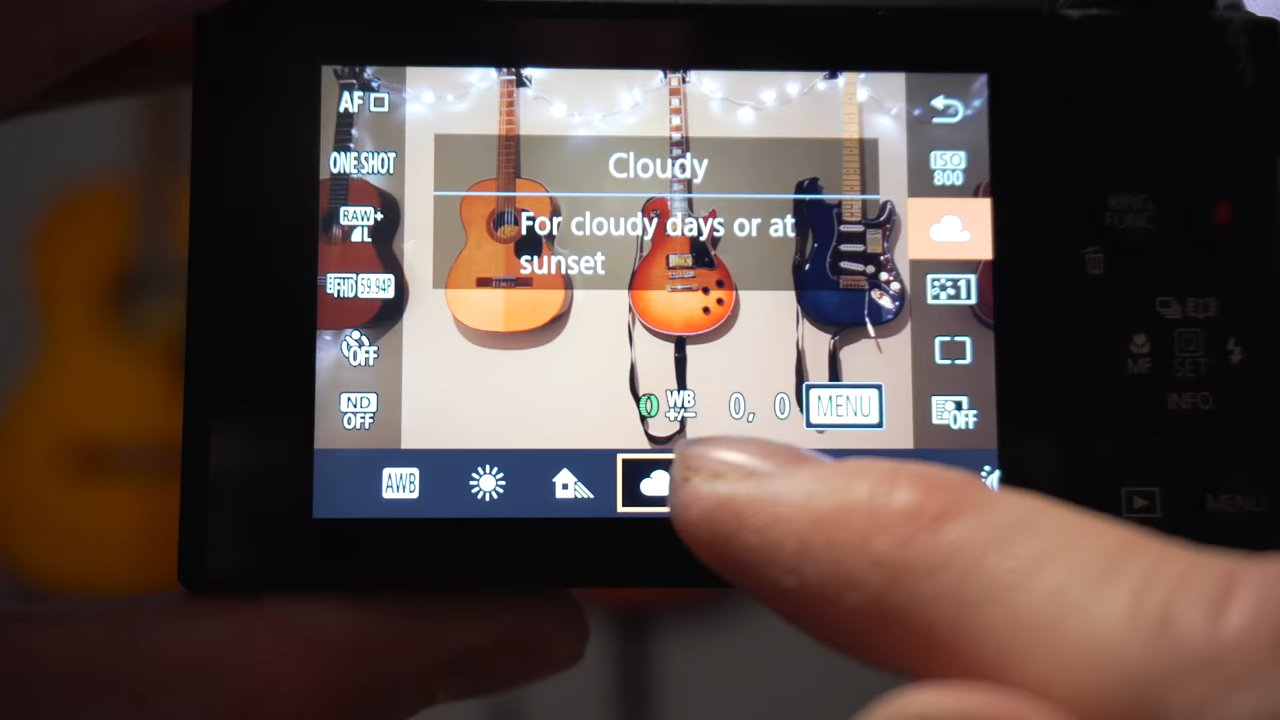 AF
ONE SHOT
RAW+
L
FHD 59.94P
OFF
ND
OFF
Cloudy
For cloudy days or at
sunset
WB
+/-
0, 0
MENU
ISO
800
1
OFF
AWB
RING
FUNC
MF
SET
INFO
MENU